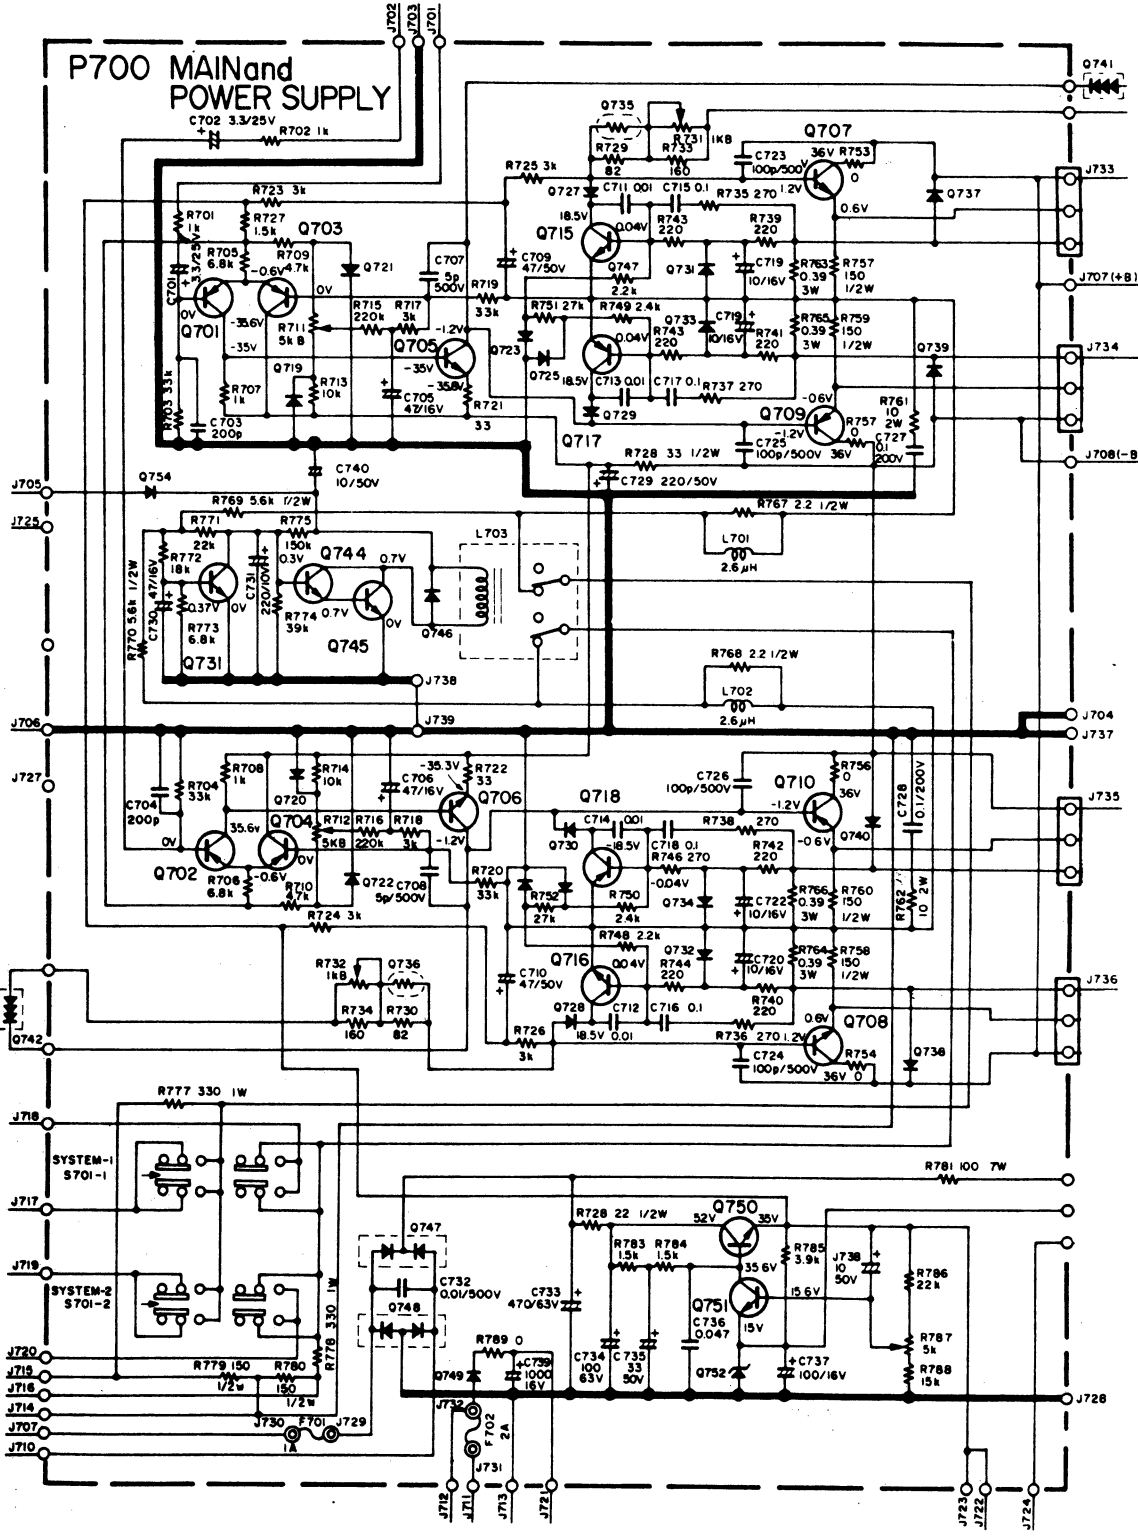 J702
J703
J701
P700 MAIN and
POWER SUPPLY
Q741
C702 3.3/25V
R702 1k
Q735
R731 1KB
R729
82
R733
160
C723
100p/500V
Q707
36V
R753
0
J733
R725 3k
R723 3k
Q727
C711 0.01
C715 0.1
R735 270
1.2V
Q737
0.6V
R701
1k
R727
1.5k
Q703
18.5V
0.04V
R743
220
R739
220
R705
6.8k
R709
4.7k
3.3/25V
C701
-0.6V
Q721
C707
5p
500V
C709
47/50V
Q715
Q747
2.2k
Q731
C719
10/16V
R763
0.39
3W
R757
150
1/2W
J707(+B)
0V
Q701
-35.6V
0V
R711
5k B
R715
220k
R717
3k
R719
33k
R751 27k
R749 2.4k
Q733
R743
220
C719
10/16V
R741
220
R765
0.39
3W
R759
150
1/2W
J734
-35V
-1.2V
Q705
-35V
-35.8V
Q723
Q725
0.04V
Q739
R707
1k
Q719
R713
10k
C705
47/16V
R721
33
18.5V
C713 0.01
C717 0.1
R737 270
Q729
-0.6V
Q709
-1.2V
R757
0
36V
R761
10
2W
C727
0.1
200V
R703 33k
C703
200p
Q717
C725
100p/500V
R728 33 1/2W
C729 220/50V
J708(-B
C740
10/50V
J705
Q754
R769 5.6k 1/2W
R767 2.2 1/2W
J725
R771
22k
R775
150k
0.3V
L703
L701
2.6µH
R772
18k
Q744
0.7V
C731
220/10V
R770 5.6k 1/2W
C730 47/16V
0.37V
0V
R773
6.8k
R774
39k
0.7V
0V
Q746
Q731
Q745
R768 2.2 1/2W
J738
L702
2.6µH
J706
J739
J704
J737
J727
R708
1k
R714
10k
-35.3V
R722
33
C726
100p/500V
Q710
R756
0
36V
C728
0.1/200V
J735
C704
200p
R704
33k
Q720
C706
47/16V
Q706
Q718
-1.2V
35.6V
Q704
R712
5KB
R716
220k
R718
3k
-1.2V
C714
0.01
R738
270
-0.6V
Q740
0V
0V
Q730
-18.5V
C718 0.1
R742
220
Q702
R706
6.8k
-0.6V
R710
4.7k
Q722
C708
5p/500V
R720
33k
R746 270
-0.04V
R752
27k
R750
2.4k
Q734
C722
10/16V
R766
0.39
3W
R760
150
1/2W
R762
10 2W
R724 3k
R748 2.2k
R732
1kB
Q736
C710
47/50V
Q716
0.04V
R744
220
Q732
C720
10/16V
R764
0.39
3W
R758
150
1/2W
J736
R734
160
R730
82
Q728
18.5V
C712
0.01
C716 0.1
R740
220
Q742
R726
3k
R736 270
1.2V
0.6V
Q708
C724
100p/500V
R754
36V 0
Q738
R777 330 1W
J718
SYSTEM-1
S701-1
J717
R781 100 7W
Q747
R728 22 1/2W
52V
Q750
35V
J719
SYSTEM-2
S701-2
R783
1.5k
R784
1.5k
35.6V
R785
3.9k
J738
10
50V
R786
22k
C732
0.01/500V
C733
470/63V
Q751
15.6V
Q748
C736
0.047
15V
R787
5k
J720
R778 330 1W
R789 0
J715
R779 150
1/2W
R780
150
1/2W
Q749
C739
1000
16V
C734
100
63V
C735
33
50V
Q752
C737
100/16V
R788
15k
J716
J714
J728
J707
J730
F701
1A
J729
J732
F702
2A
J710
J731
J712
J711
J713
J721
J723
J722
J724